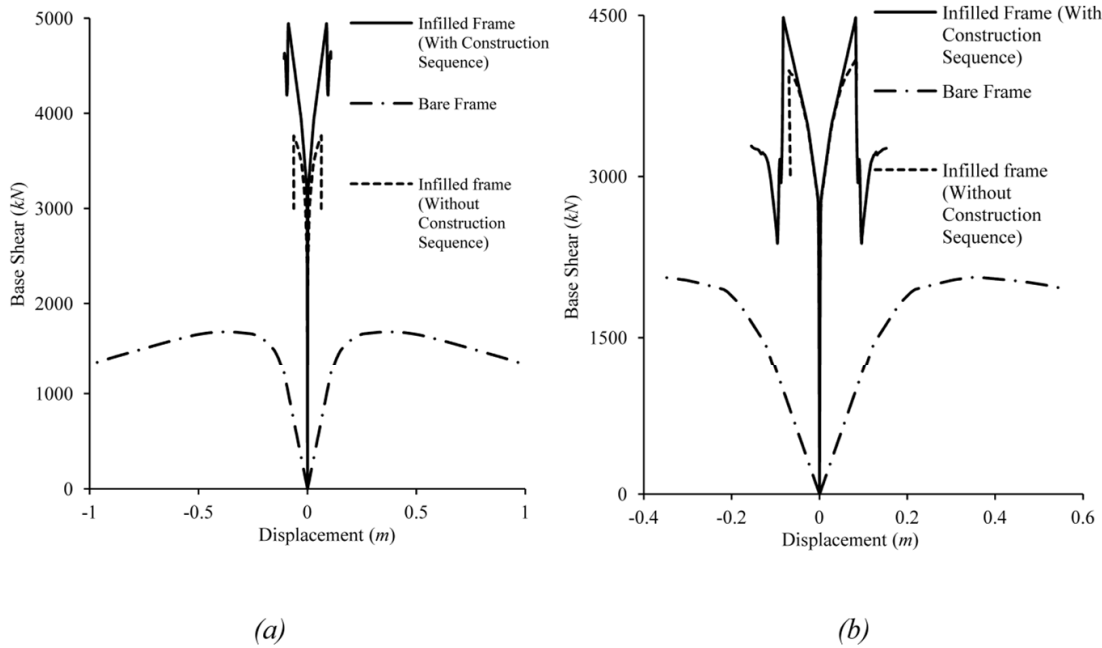 5000
4000
3000
2000
1000
0
-1
-0.5
0
0.5
1
Base Shear (kN)
Displacement (m)
Infilled Frame
(With Construction
Sequence)
Bare Frame
Infilled frame
(Without
Construction
Sequence)
(a)
4500
3000
1500
0
-0.4
-0.2
0
0.2
0.4
0.6
Base Shear (kN)
Displacement (m)
Infilled Frame (With
Construction
Sequence)
Bare Frame
Infilled frame
(Without
Construction
Sequence)
(b)